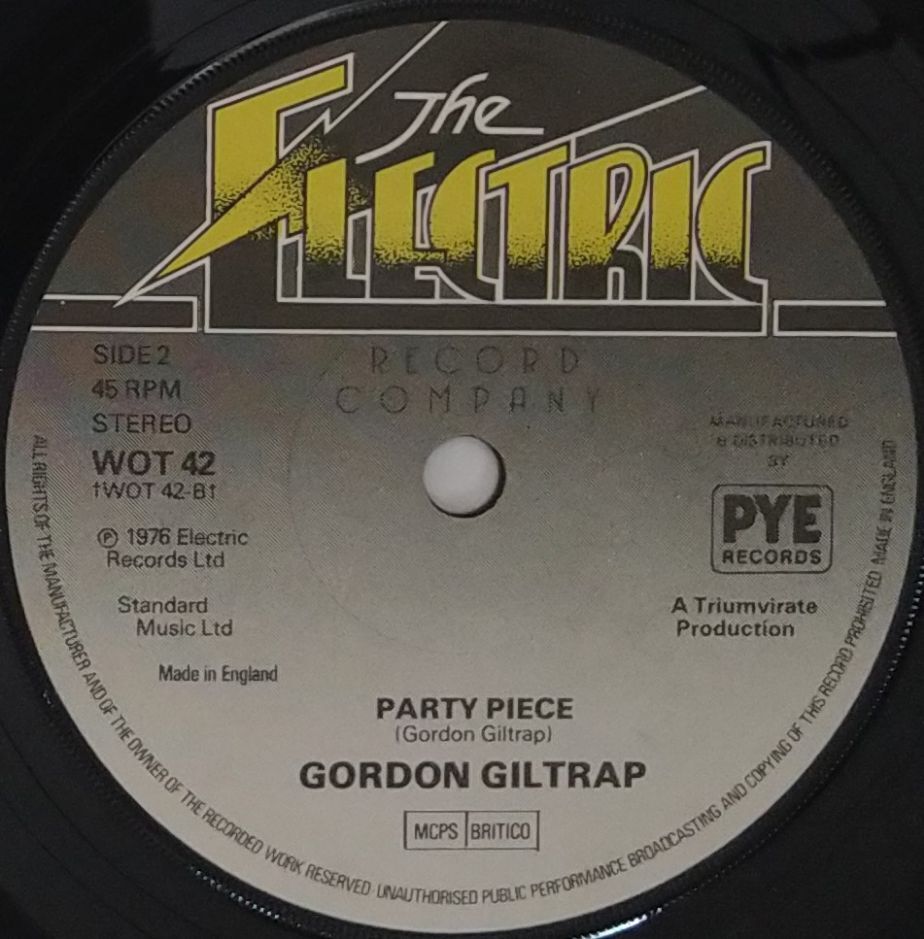 The
ELECTRIC
RECORD
COMPANY
SIDE 2
45 RPM
STEREO
WOT 42
†WOT 42-B†
℗ 1976 Electric
Records Ltd
Standard
Music Ltd
Made in England
MANUFACTURED
& DISTRIBUTED
BY
PYE
RECORDS
A Triumvirate
Production
PARTY PIECE
(Gordon Giltrap)
GORDON GILTRAP
MCPS BRITICO
ALL RIGHTS OF THE MANUFACTURER AND OF THE OWNER OF THE RECORDED WORK RESERVED·UNAUTHORISED PUBLIC PERFORMANCE BROADCASTING AND COPYING OF THIS RECORD PROHIBITED MADE IN ENGLAND